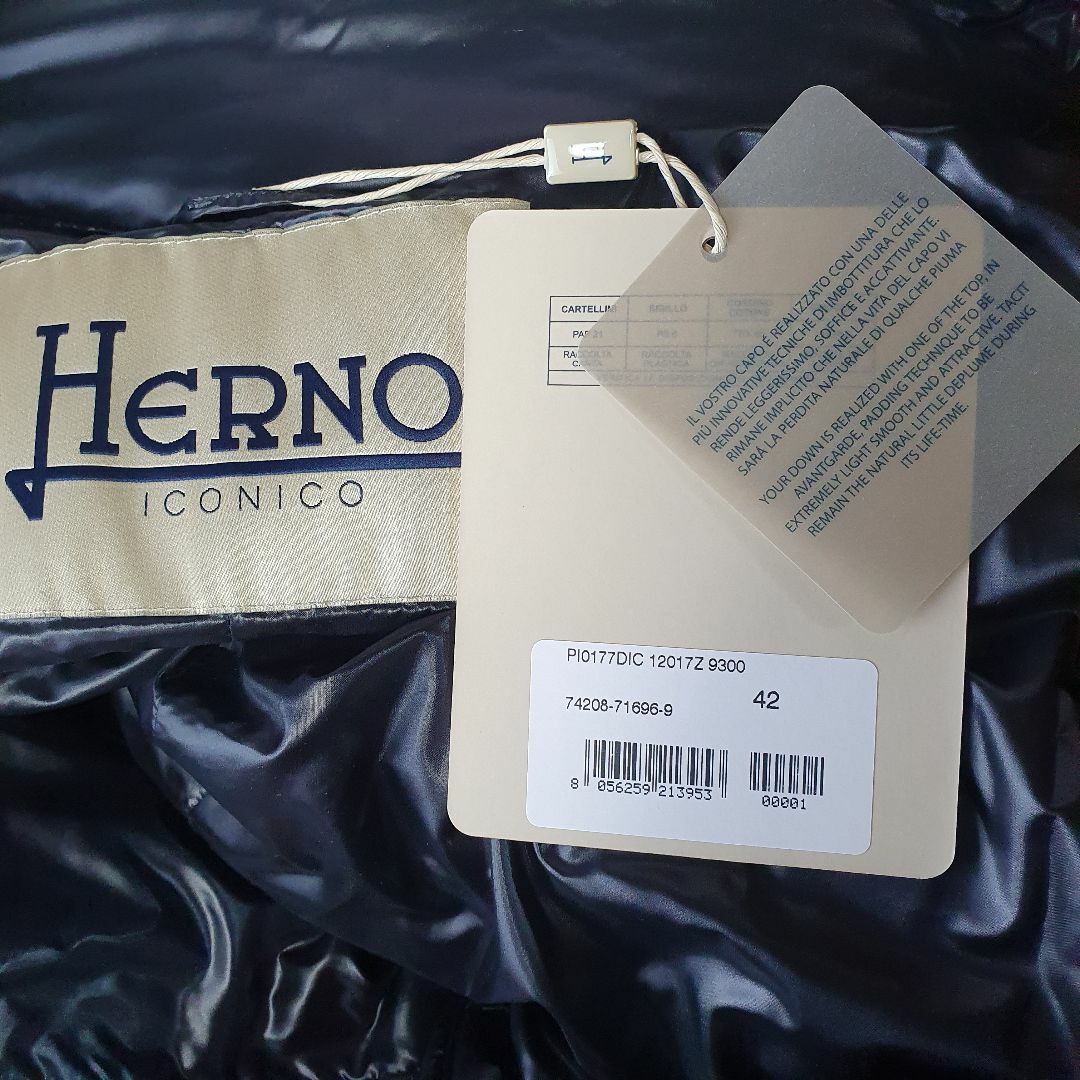 HERNO
ICONICO
CARTELLINI
PAP 21
RACCOLTA
CARTA
RACCOLTA
IL VOSTRO CAPO È REALIZZATO CON UNA DELLE
PIÙ INNOVATIVE TECNICHE DI IMBOTTITURA CHE LO
RENDE LEGGERISSIMO, SOFFICE E ACCATTIVANTE.
RIMANE IMPLICITO CHE NELLA VITA DEL CAPO VI
SARÀ LA PERDITA NATURALE DI QUALCHE PIUMA
YOUR DOWN IS REALIZED WITH ONE OF THE TOP, IN
AVANTGARDE, PADDING TECHNIQUE TO BE
EXTREMELY LIGHT SMOOTH AND ATTRACTIVE TACIT
REMAIN THE NATURAL LITTLE DEPLUME DURING
ITS LIFE-TIME.
PI0177DIC 12017Z 9300
74208-71696-9 42
8 056259 213953 00001